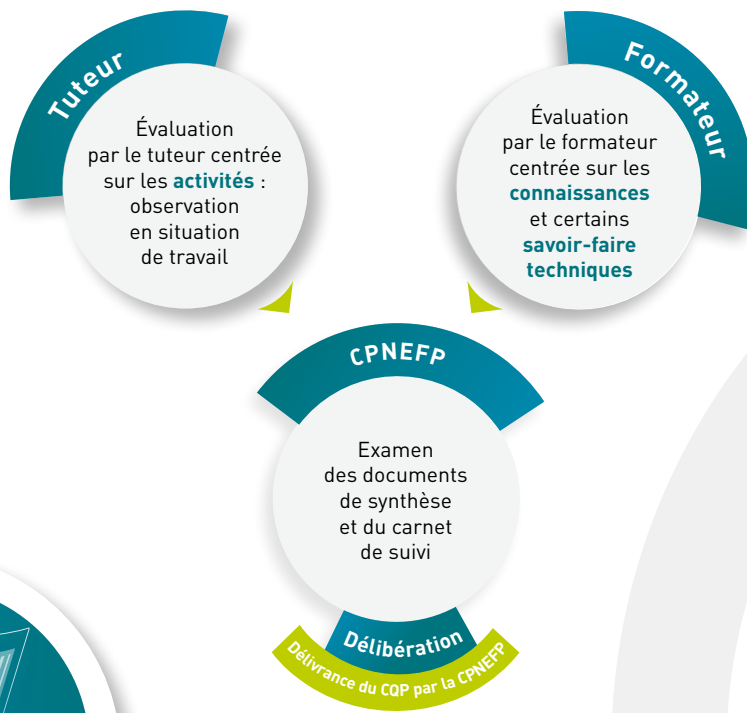 Tuteur
Évaluation
par le tuteur centrée
sur les activités :
observation
en situation
de travail
Formateur
Évaluation
par le formateur
centrée sur les
connaissances
et certains
savoir-faire
techniques
CPNEFP
Examen
des documents
de synthèse
et du carnet
de suivi
Délibération
Délivrance du CQP par la CPNEFP